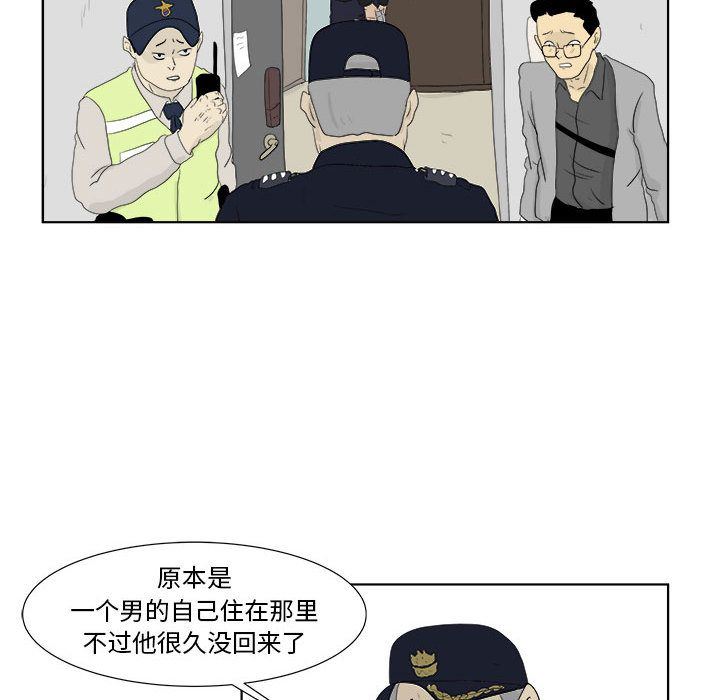 原本是
一个男的自己住在那里
不过他很久没回来了